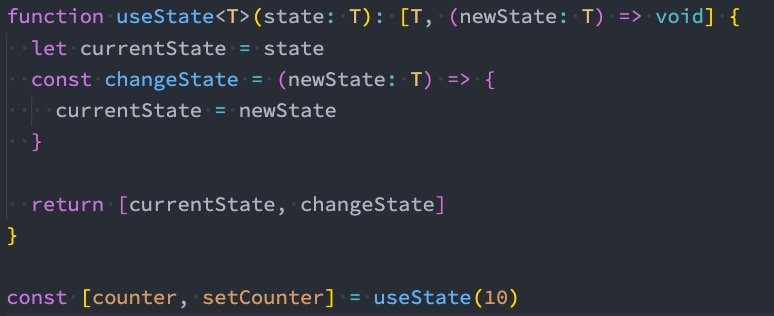 function useState<T>(state: T): [T, (newState: T) => void] {
  let currentState = state
  const changeState = (newState: T) => {
    currentState = newState
  }

  return [currentState, changeState]
}

const [counter, setCounter] = useState(10)